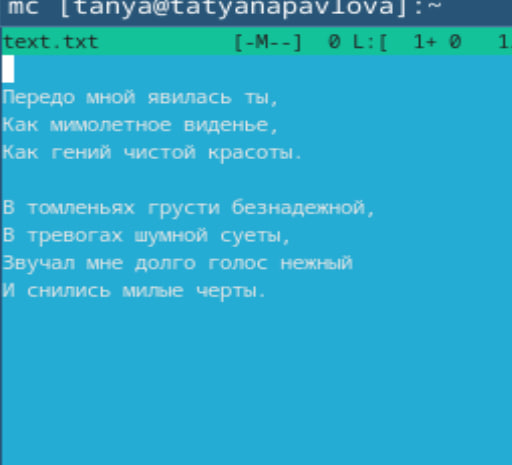 mc [tanya@tatyanapavlova]:~
text.txt [-M--] 0 L:[ 1+ 0 1
Передо мной явилась ты,
Как мимолетное виденье,
Как гений чистой красоты.
В томленьях грусти безнадежной,
В тревогах шумной суеты,
Звучал мне долго голос нежный
И снились милые черты.